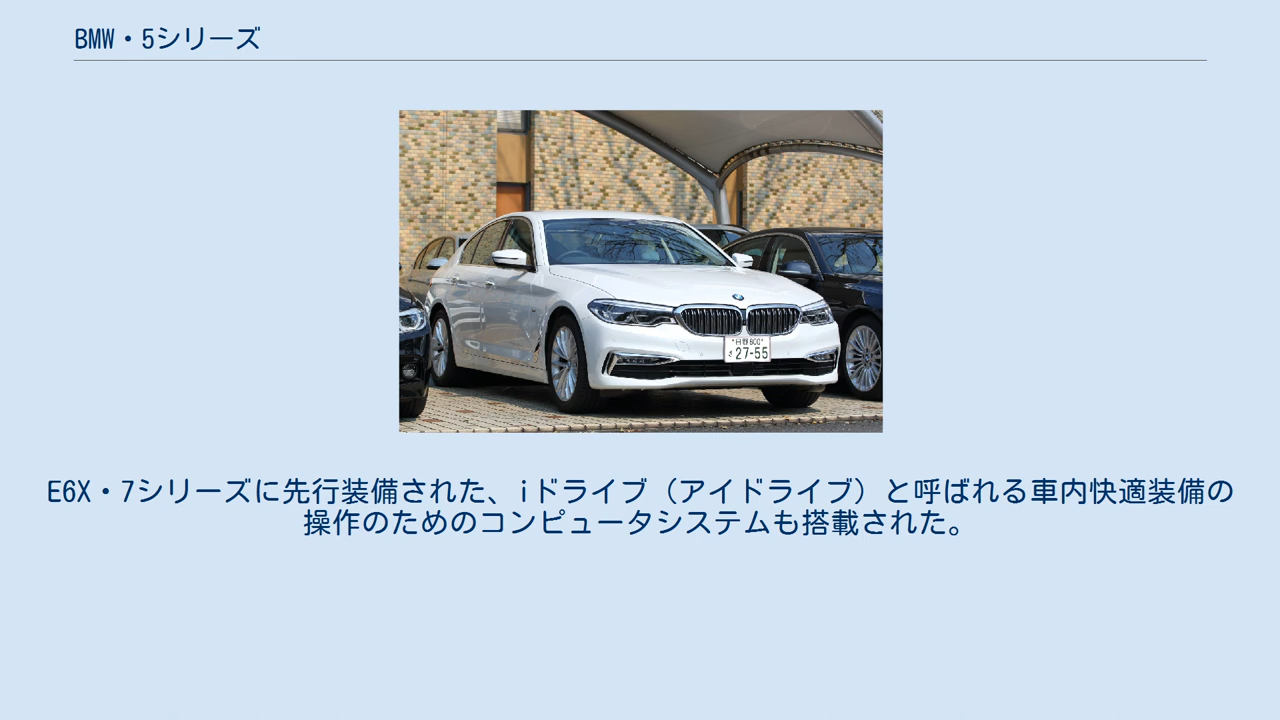 BMW・5シリーズ
27-55
E6X・7シリーズに先行装備された、iドライブ（アイドライブ）と呼ばれる車内快適装備の
操作のためのコンピュータシステムも搭載された。